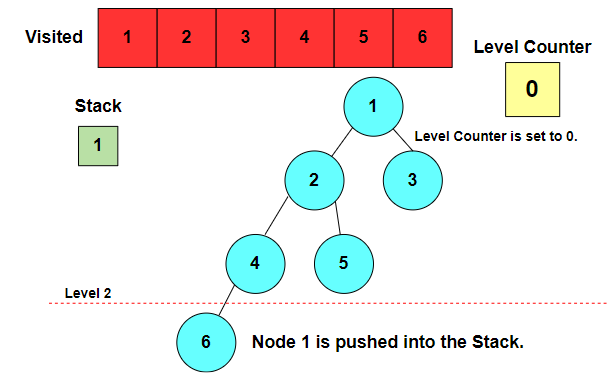 Visited 1 2 3 4 5 6
Level Counter
0
Stack
1
1
Level Counter is set to 0.
2 3
4 5
Level 2
6
Node 1 is pushed into the Stack.